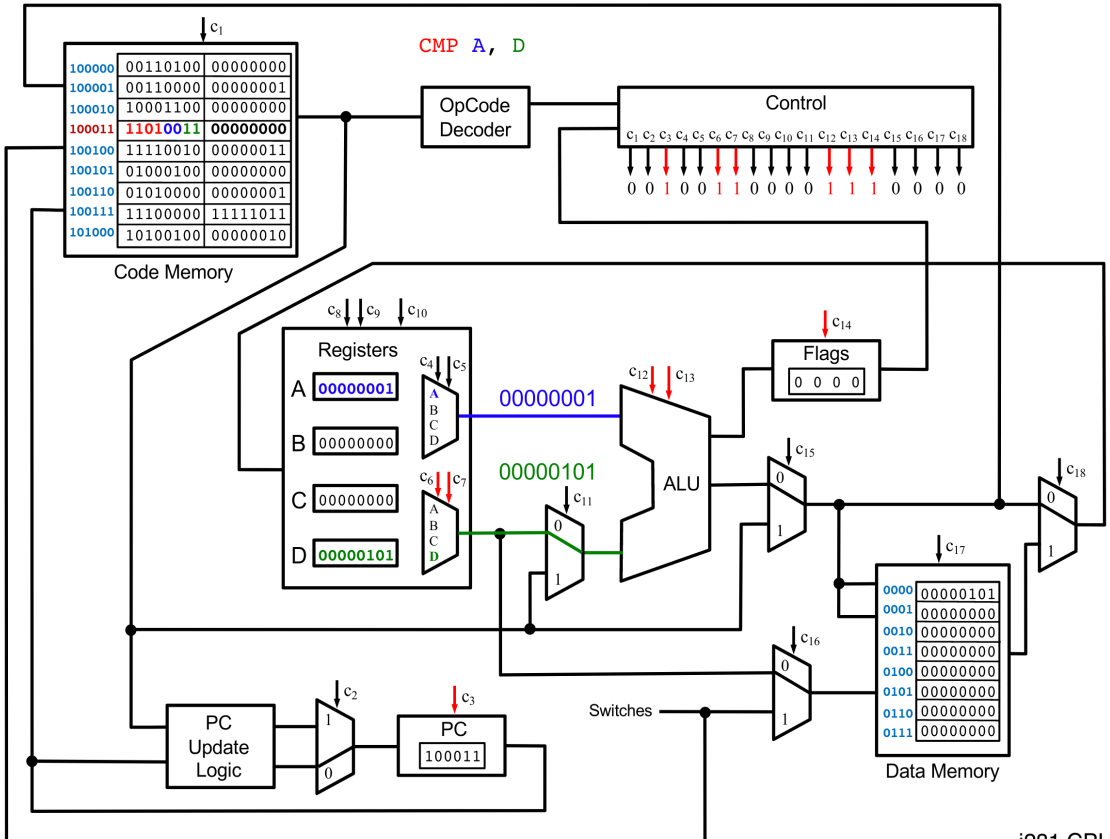 c1
CMP A, D
100000 00110100 00000000
100001 00110000 00000001
100010 10001100 00000000
100011 11010011 00000000
100100 11110010 00000011
100101 01000100 00000000
100110 01010000 00000001
100111 11100000 11111011
101000 10100100 00000010
Code Memory
OpCode
Decoder
Control
c1 c2 c3 c4 c5 c6 c7 c8 c9 c10 c11 c12 c13 c14 c15 c16 c17 c18
0 0 1 0 0 1 1 0 0 0 0 1 1 1 0 0 0 0
c8 c9 c10
Registers
A 00000001
B 00000000
C 00000000
D 00000101
c4 c5
A
B
C
D
c6 c7
A
B
C
D
00000001
00000101
c11
0
1
c12 c13
ALU
c14
Flags
0 0 0 0
c15
0
1
c18
0
1
c17
0000 00000101
0001 00000000
0010 00000000
0011 00000000
0100 00000000
0101 00000000
0110 00000000
0111 00000000
Data Memory
c16
0
1
Switches
PC
Update
Logic
c2
1
0
c3
PC
100011